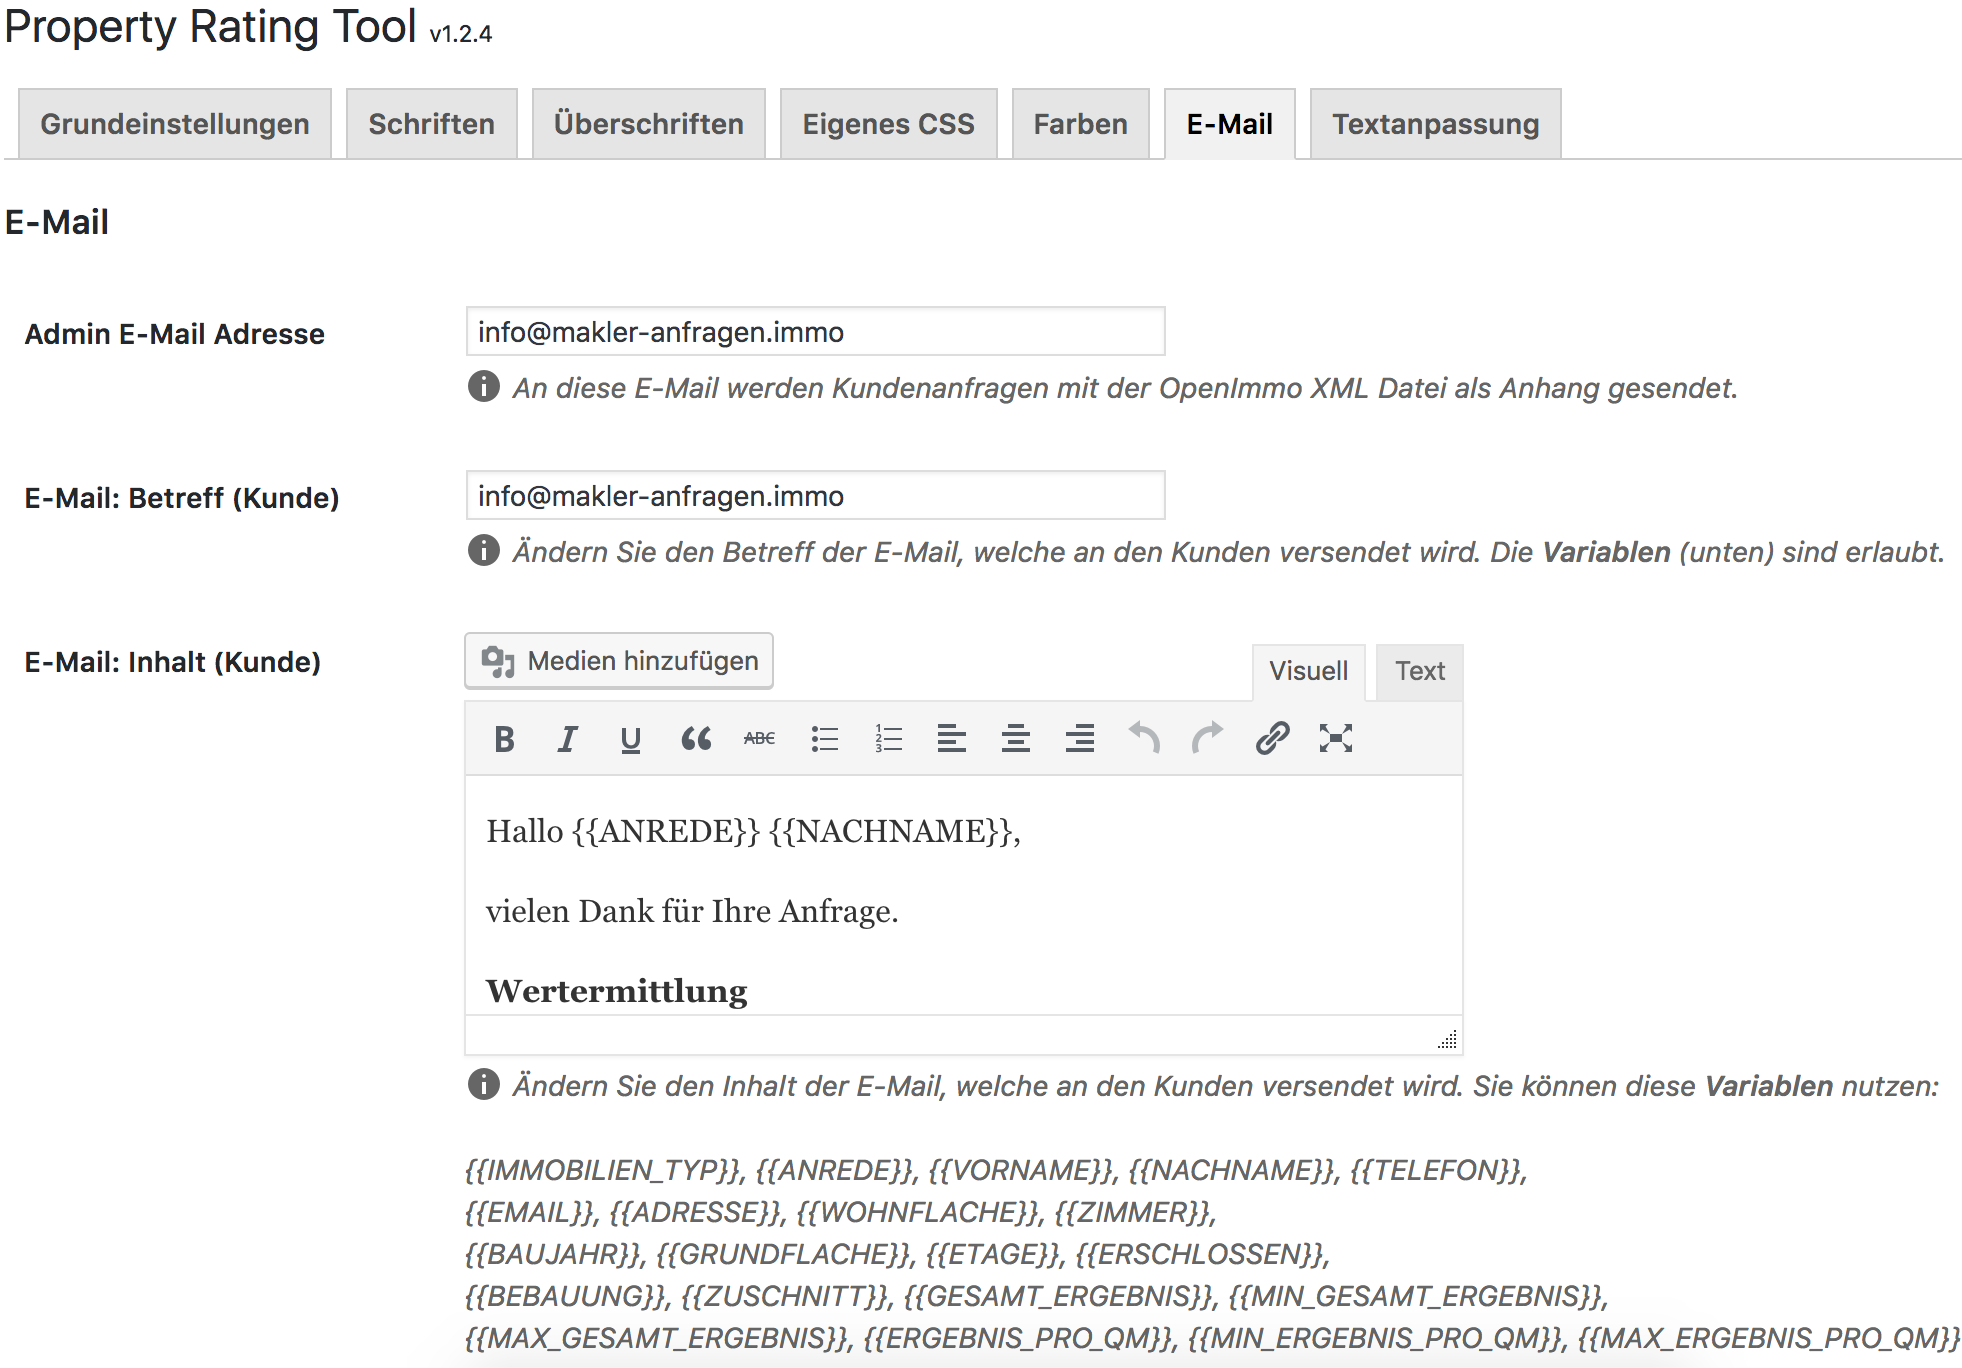 Property Rating Tool v1.2.4
Grundeinstellungen Schriften Überschriften Eigenes CSS Farben E-Mail Textanpassung
E-Mail
Admin E-Mail Adresse info@makler-anfragen.immo
An diese E-Mail werden Kundenanfragen mit der OpenImmo XML Datei als Anhang gesendet.
E-Mail: Betreff (Kunde) info@makler-anfragen.immo
Ändern Sie den Betreff der E-Mail, welche an den Kunden versendet wird. Die Variablen (unten) sind erlaubt.
E-Mail: Inhalt (Kunde) Medien hinzufügen Visuell Text
B I U ABC 1 2 3
Hallo {{ANREDE}} {{NACHNAME}},
vielen Dank für Ihre Anfrage.
Wertermittlung
Ändern Sie den Inhalt der E-Mail, welche an den Kunden versendet wird. Sie können diese Variablen nutzen:
{{IMMOBILIEN_TYP}}, {{ANREDE}}, {{VORNAME}}, {{NACHNAME}}, {{TELEFON}},
{{EMAIL}}, {{ADRESSE}}, {{WOHNFLACHE}}, {{ZIMMER}},
{{BAUJAHR}}, {{GRUNDFLACHE}}, {{ETAGE}}, {{ERSCHLOSSEN}},
{{BEBAUUNG}}, {{ZUSCHNITT}}, {{GESAMT_ERGEBNIS}}, {{MIN_GESAMT_ERGEBNIS}},
{{MAX_GESAMT_ERGEBNIS}}, {{ERGEBNIS_PRO_QM}}, {{MIN_ERGEBNIS_PRO_QM}}, {{MAX_ERGEBNIS_PRO_QM}}